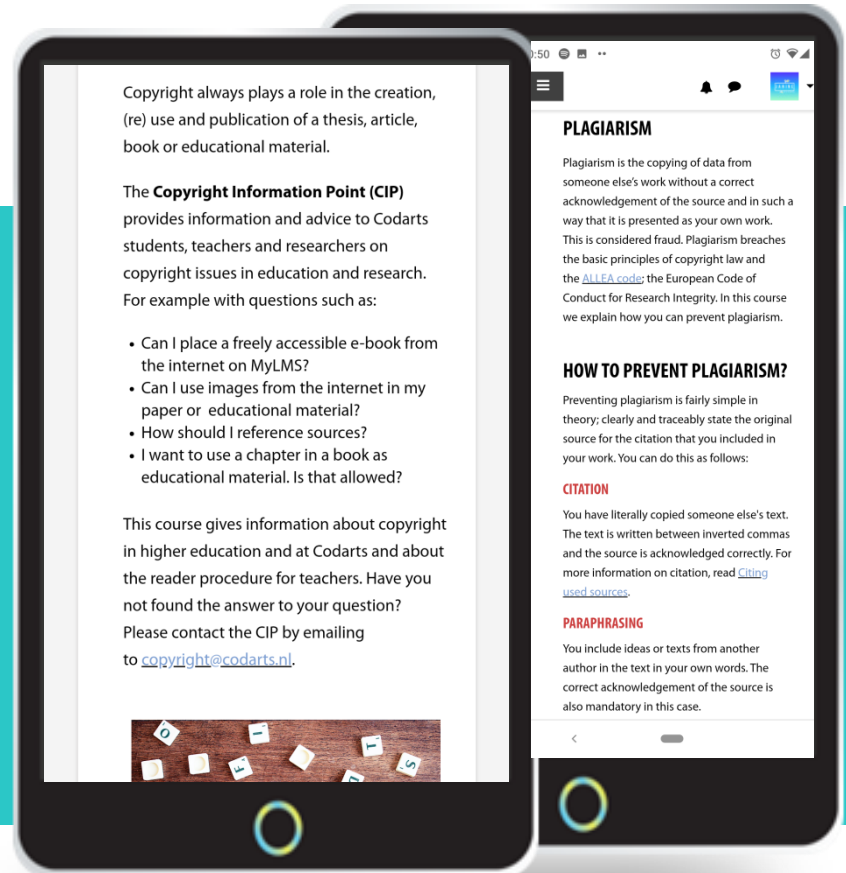 Copyright always plays a role in the creation,
(re) use and publication of a thesis, article,
book or educational material.
The Copyright Information Point (CIP)
provides information and advice to Codarts
students, teachers and researchers on
copyright issues in education and research.
For example with questions such as:
• Can I place a freely accessible e-book from
the internet on MyLMS?
• Can I use images from the internet in my
paper or educational material?
• How should I reference sources?
• I want to use a chapter in a book as
educational material. Is that allowed?
This course gives information about copyright
in higher education and at Codarts and about
the reader procedure for teachers. Have you
not found the answer to your question?
Please contact the CIP by emailing
to copyright@codarts.nl.
O
I
T
F
S
:50
PLAGIARISM
Plagiarism is the copying of data from
someone else's work without a correct
acknowledgement of the source and in such a
way that it is presented as your own work.
This is considered fraud. Plagiarism breaches
the basic principles of copyright law and
the ALLEA code; the European Code of
Conduct for Research Integrity. In this course
we explain how you can prevent plagiarism.
HOW TO PREVENT PLAGIARISM?
Preventing plagiarism is fairly simple in
theory; clearly and traceably state the original
source for the citation that you included in
your work. You can do this as follows:
CITATION
You have literally copied someone else's text.
The text is written between inverted commas
and the source is acknowledged correctly. For
more information on citation, read Citing
used sources.
PARAPHRASING
You include ideas or texts from another
author in the text in your own words. The
correct acknowledgement of the source is
also mandatory in this case.